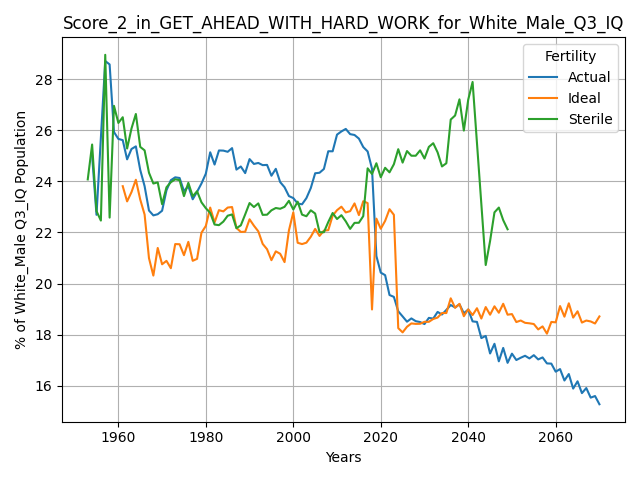 Score_2_in_GET_AHEAD_WITH_HARD_WORK_for_White_Male_Q3_IQ
Fertility
Actual
Ideal
Sterile
% of White_Male Q3_IQ Population
28
26
24
22
20
18
16
1960 1980 2000 2020 2040 2060
Years